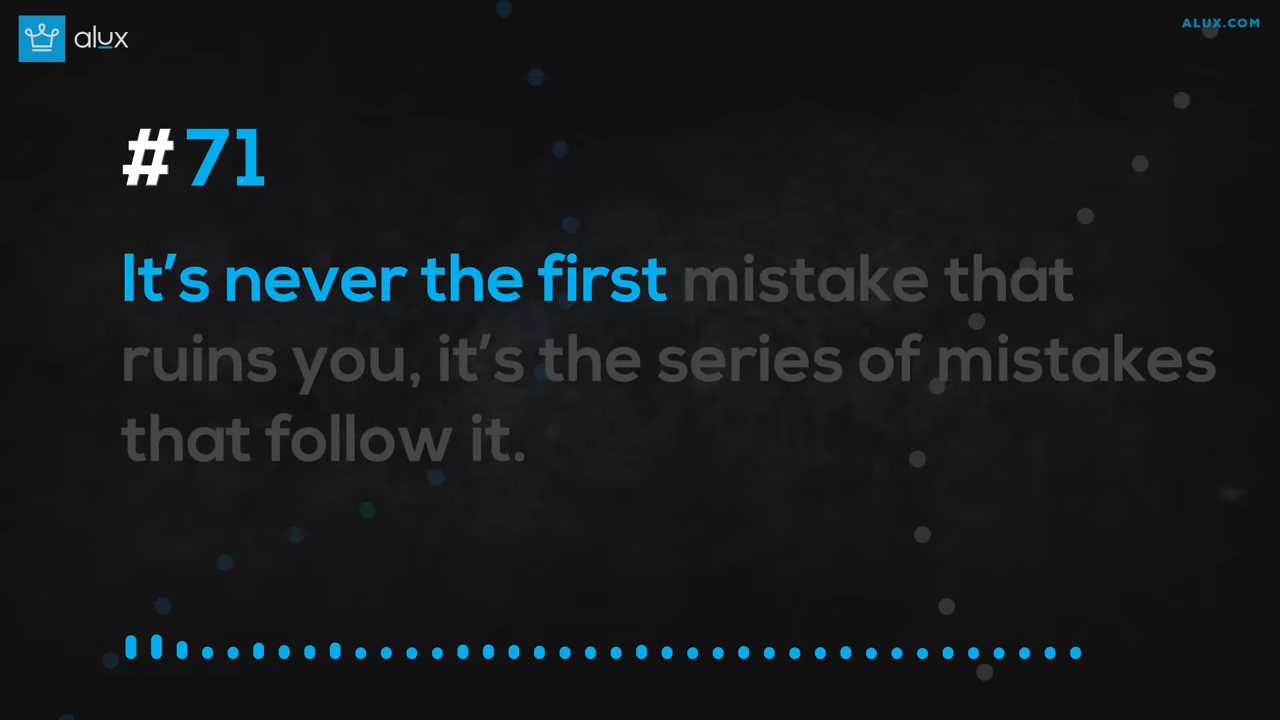 alux
ALUX.COM
#71
It’s never the first mistake that
ruins you, it’s the series of mistakes
that follow it.